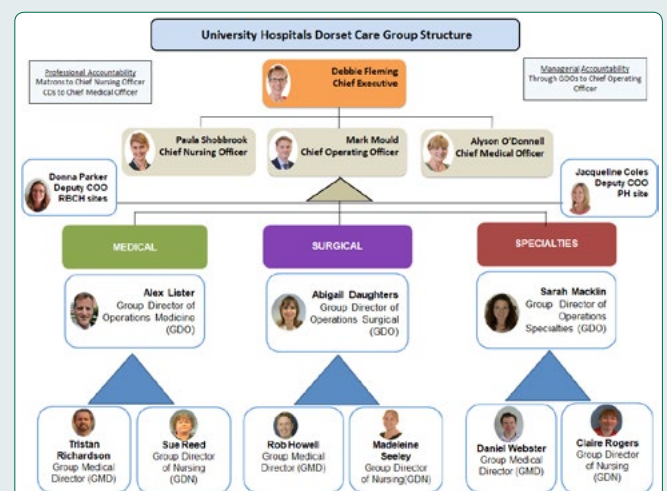 University Hospitals Dorset Care Group Structure
Professional Accountability
Matrons to Chief Nursing Officer
CDs to Chief Medical Officer
Debbie Fleming
Chief Executive
Managerial Accountability
Through GDOs to Chief Operating
Officer
Paula Shobbrook
Chief Nursing Officer
Mark Mould
Chief Operating Officer
Alyson O'Donnell
Chief Medical Officer
Donna Parker
Deputy COO
RBCH sites
Jacqueline Coles
Deputy COO
PH site
MEDICAL
SURGICAL
SPECIALTIES
Alex Lister
Group Director of
Operations Medicine
(GDO)
Abigail Daughters
Group Director of
Operations Surgical
(GDO)
Sarah Macklin
Group Director of
Operations
Specialties (GDO)
Tristan
Richardson
Group Medical
Director (GMD)
Sue Reed
Group Director
of Nursing
(GDN)
Rob Howell
Group Medical
Director (GMD)
Madeleine
Seeley
Group Director
of Nursing(GDN)
Daniel Webster
Group Medical
Director (GMD)
Claire Rogers
Group Director
of Nursing
(GDN)